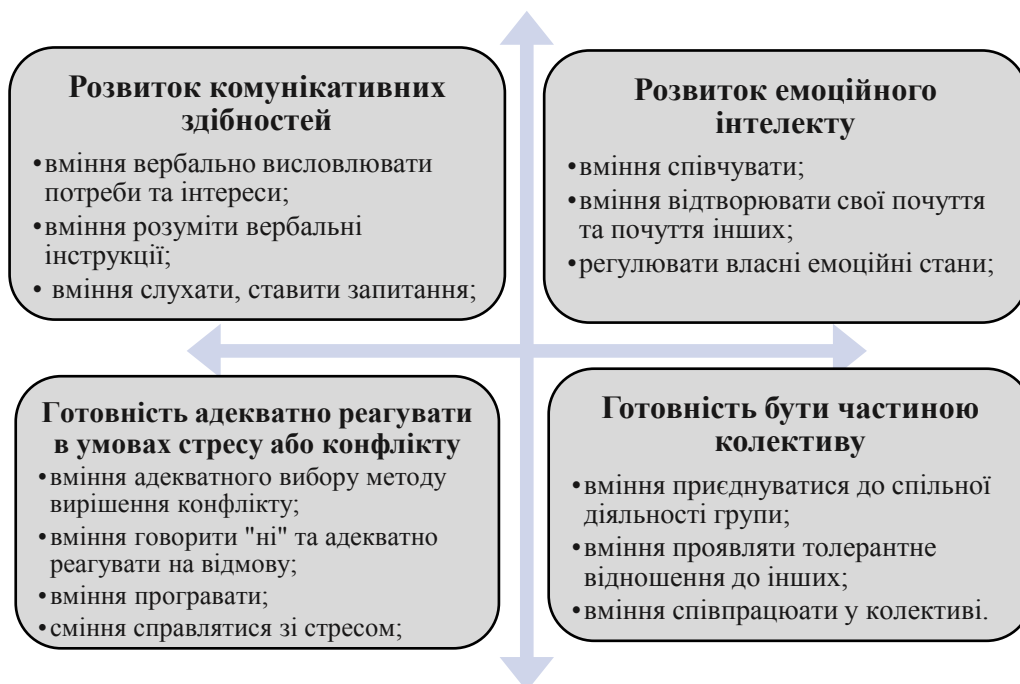 Розвиток комунікативних
здібностей
•вміння вербально висловлювати
потреби та інтереси;
•вміння розуміти вербальні
інструкції;
• вміння слухати, ставити запитання;
Розвиток емоційного
інтелекту
•вміння співчувати;
•вміння відтворювати свої почуття
та почуття інших;
•регулювати власні емоційні стани;
Готовність адекватно реагувати
в умовах стресу або конфлікту
•вміння адекватного вибору методу
вирішення конфлікту;
•вміння говорити "ні" та адекватно
реагувати на відмову;
•вміння програвати;
•сміння справлятися зі стресом;
Готовність бути частиною
колективу
•вміння приєднуватися до спільної
діяльності групи;
•вміння проявляти толерантне
відношення до інших;
•вміння співпрацюати у колективі.